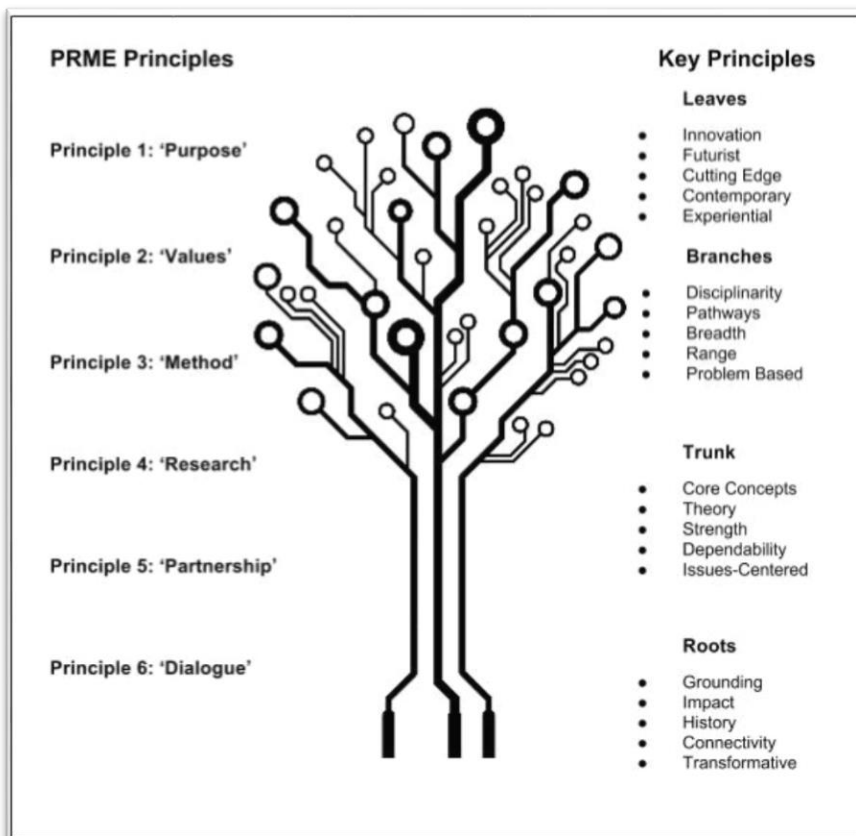 PRME Principles
Principle 1: ‘Purpose’
Principle 2: ‘Values’
Principle 3: ‘Method’
Principle 4: ‘Research’
Principle 5: ‘Partnership’
Principle 6: ‘Dialogue’
Key Principles
Leaves
• Innovation
• Futurist
• Cutting Edge
• Contemporary
• Experiential
Branches
• Disciplinarity
• Pathways
• Breadth
• Range
• Problem Based
Trunk
• Core Concepts
• Theory
• Strength
• Dependability
• Issues-Centered
Roots
• Grounding
• Impact
• History
• Connectivity
• Transformative